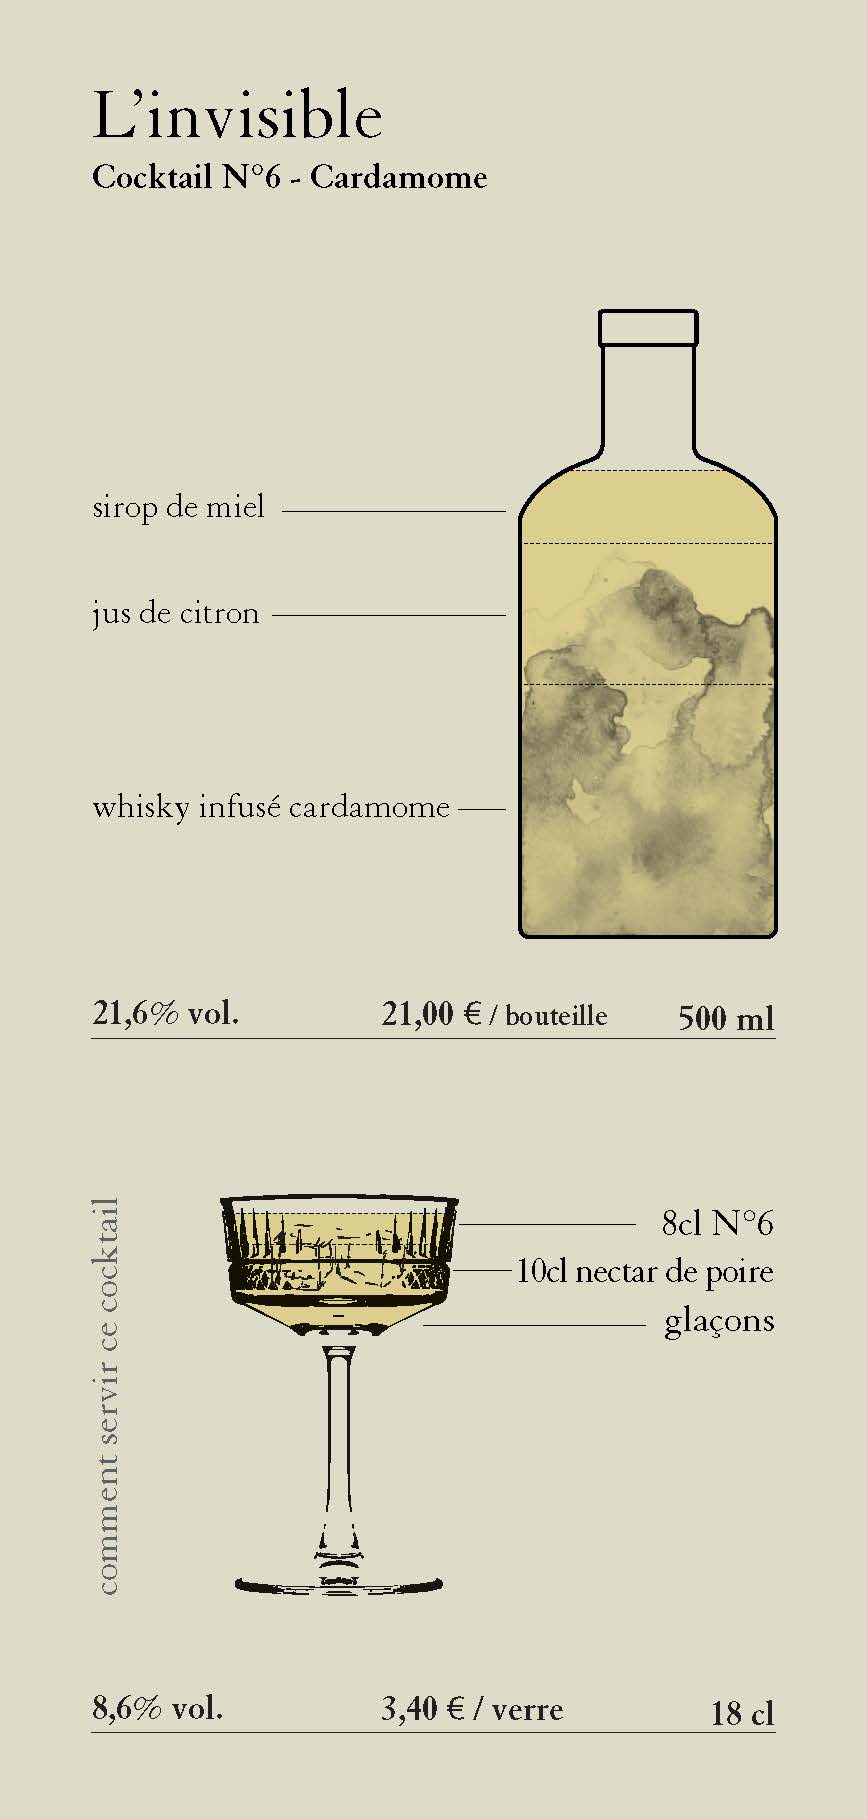 L’invisible
Cocktail N°6 - Cardamome
sirop de miel
jus de citron
whisky infusé cardamome
21,6% vol.
21,00 € / bouteille
500 ml
comment servir ce cocktail
8cl N°6
10cl nectar de poire
glaçons
8,6% vol.
3,40 € / verre
18 cl